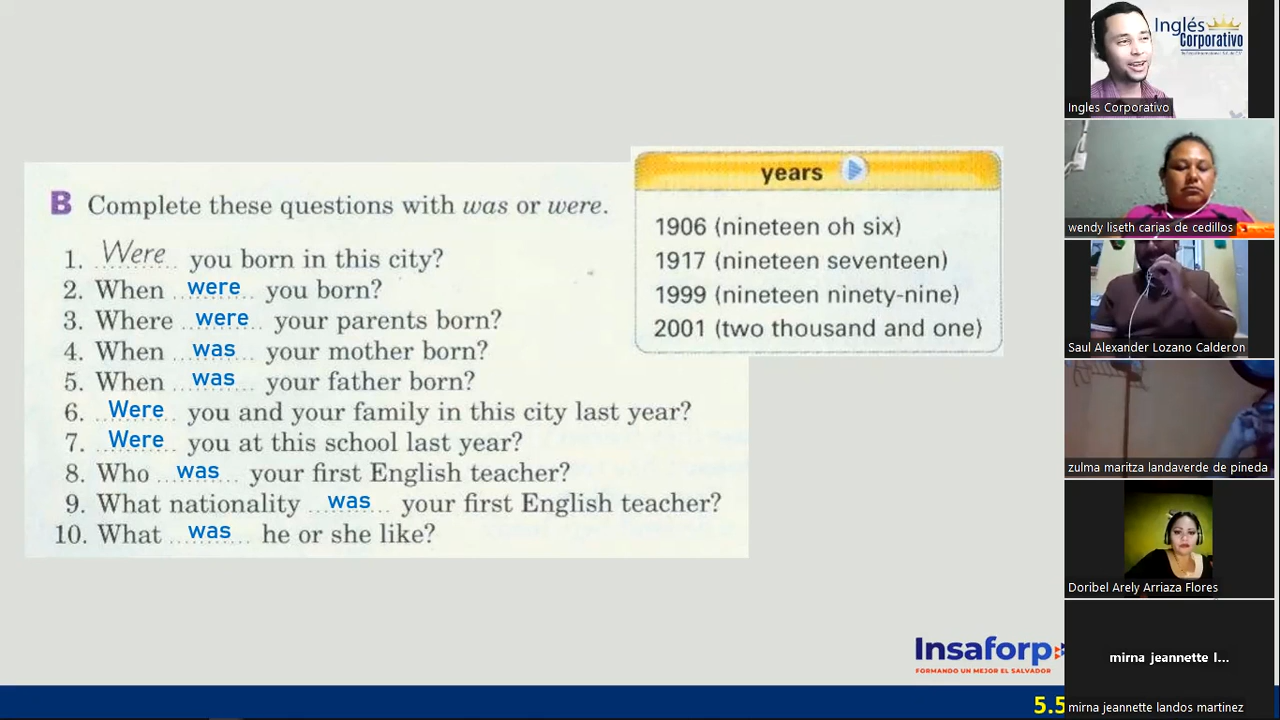 B Complete these questions with was or were.
1. Were you born in this city?
2. When were you born?
3. Where were your parents born?
4. When was your mother born?
5. When was your father born?
6. Were you and your family in this city last year?
7. Were you at this school last year?
8. Who was your first English teacher?
9. What nationality was your first English teacher?
10. What was he or she like?
years
1906 (nineteen oh six)
1917 (nineteen seventeen)
1999 (nineteen ninety-nine)
2001 (two thousand and one)
Insaforp
FORMANDO UN MEJOR EL SALVADOR
5.5
Inglés
Corporativo
Ingles Corporativo
wendy liseth carias de cedillos
Saul Alexander Lozano Calderon
zulma maritza landaverde de pineda
Doribel Arely Arriaza Flores
mirna jeannette l...
mirna jeannette landos martinez